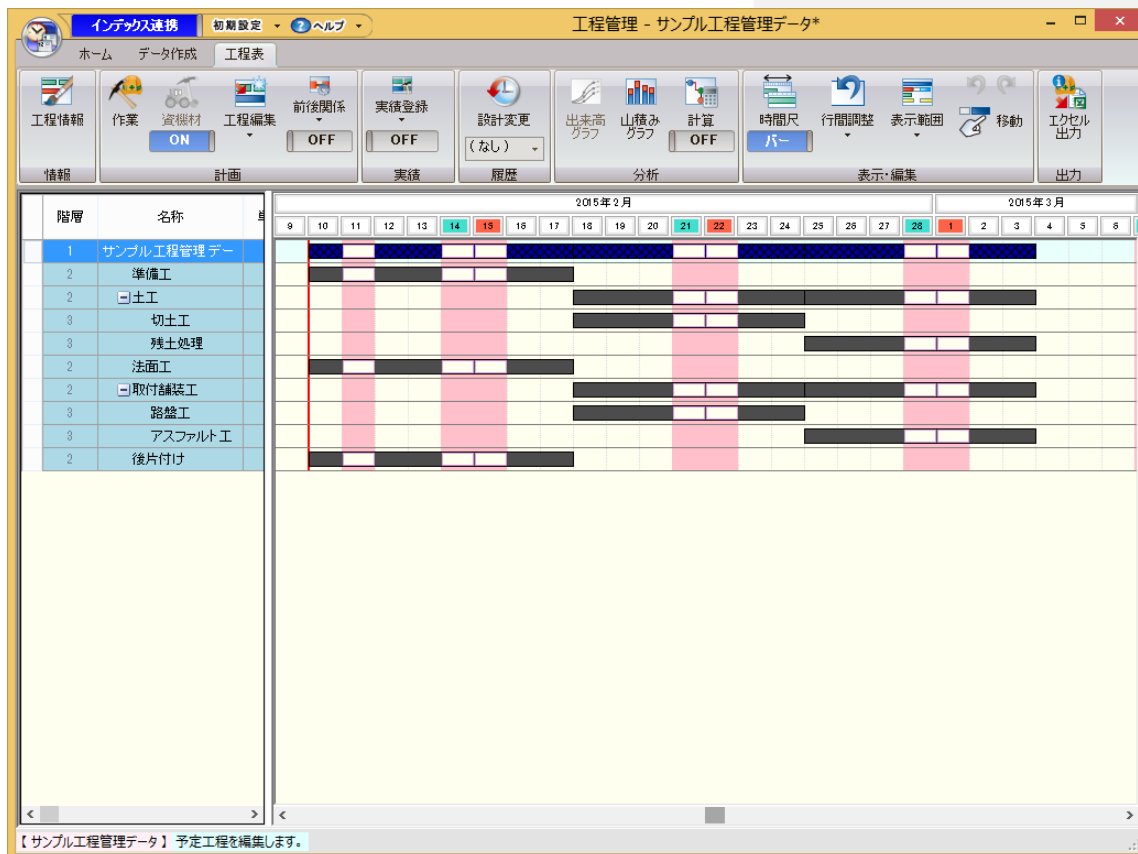 インデックス連携 初期設定 ヘルプ 工程管理 - サンプル工程管理データ*
ホーム データ作成 工程表
工程情報 作業 資機材 ON 工程編集 前後関係 OFF 実績登録 OFF 設計変更 (なし) 出来高グラフ 山積みグラフ 計算 OFF 時間尺 バー 行間調整 表示範囲 移動 エクセル出力
情報 計画 実績 履歴 分析 表示・編集 出力
階層 名称
2015年2月 2015年3月
9 10 11 12 13 14 15 16 17 18 19 20 21 22 23 24 25 26 27 28 1 2 3 4 5 6
1 サンプル工程管理デー
2 準備工
2 土工
3 切土工
3 残土処理
2 法面工
2 取付舗装工
3 路盤工
3 アスファルト工
2 後片付け
【サンプル工程管理データ】 予定工程を編集します。